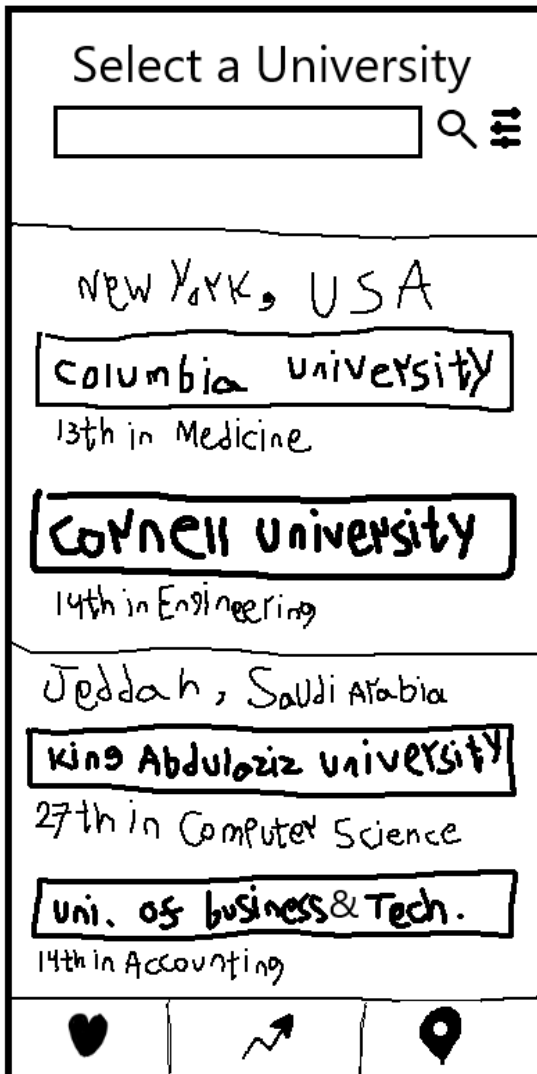 Select a University
New York, USA
Columbia University
13th in Medicine
Cornell University
14th in Engineering
Jeddah, Saudi Arabia
King Abdulaziz University
27th in Computer Science
Uni. of business & Tech.
14th in Accounting